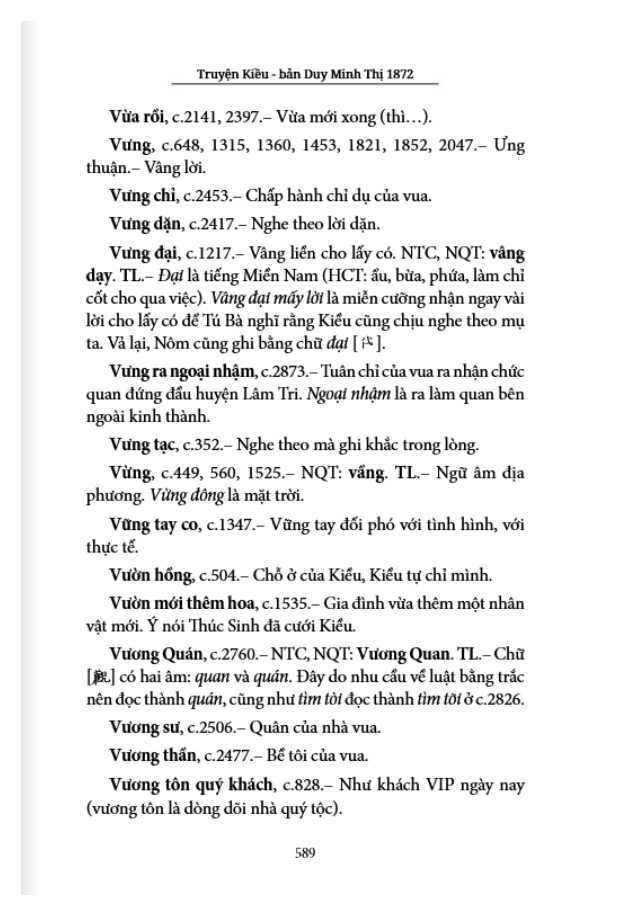 Truyện Kiều - bản Duy Minh Thị 1872
Vừa rồi, c.2141, 2397.– Vừa mới xong (thì…).
Vưng, c.648, 1315, 1360, 1453, 1821, 1852, 2047.– Ưng
thuận.– Vâng lời.
Vưng chỉ, c.2453.– Chấp hành chỉ dụ của vua.
Vưng dặn, c.2417.– Nghe theo lời dặn.
Vưng đại, c.1217.– Vâng liền cho lấy có. NTC, NQT: vâng
dạy. TL.– Đại là tiếng Miền Nam (HCT: ẩu, bừa, phứa, làm chỉ
cốt cho qua việc). Vâng đại mấy lời là miễn cưỡng nhận ngay vài
lời cho lấy có để Tú Bà nghĩ rằng Kiều cũng chịu nghe theo mụ
ta. Vả lại, Nôm cũng ghi bằng chữ đại [代].
Vưng ra ngoại nhậm, c.2873.– Tuân chỉ của vua ra nhận chức
quan đứng đầu huyện Lâm Tri. Ngoại nhậm là ra làm quan bên
ngoài kinh thành.
Vưng tạc, c.352.– Nghe theo mà ghi khắc trong lòng.
Vừng, c.449, 560, 1525.– NQT: vầng. TL.– Ngữ âm địa
phương. Vừng đông là mặt trời.
Vững tay co, c.1347.– Vững tay đối phó với tình hình, với
thực tế.
Vườn hồng, c.504.– Chỗ ở của Kiều, Kiều tự chỉ mình.
Vườn mới thêm hoa, c.1535.– Gia đình vừa thêm một nhân
vật mới. Ý nói Thúc Sinh đã cưới Kiều.
Vương Quán, c.2760.– NTC, NQT: Vương Quan. TL.– Chữ
[] có hai âm: quan và quán. Đây do nhu cầu về luật bằng trắc
nên đọc thành quán, cũng như tìm tòi đọc thành tìm tõi ở c.2826.
Vương sư, c.2506.– Quân của nhà vua.
Vương thần, c.2477.– Bề tôi của vua.
Vương tôn quý khách, c.828.– Như khách VIP ngày nay
(vương tôn là dòng dõi nhà quý tộc).
589